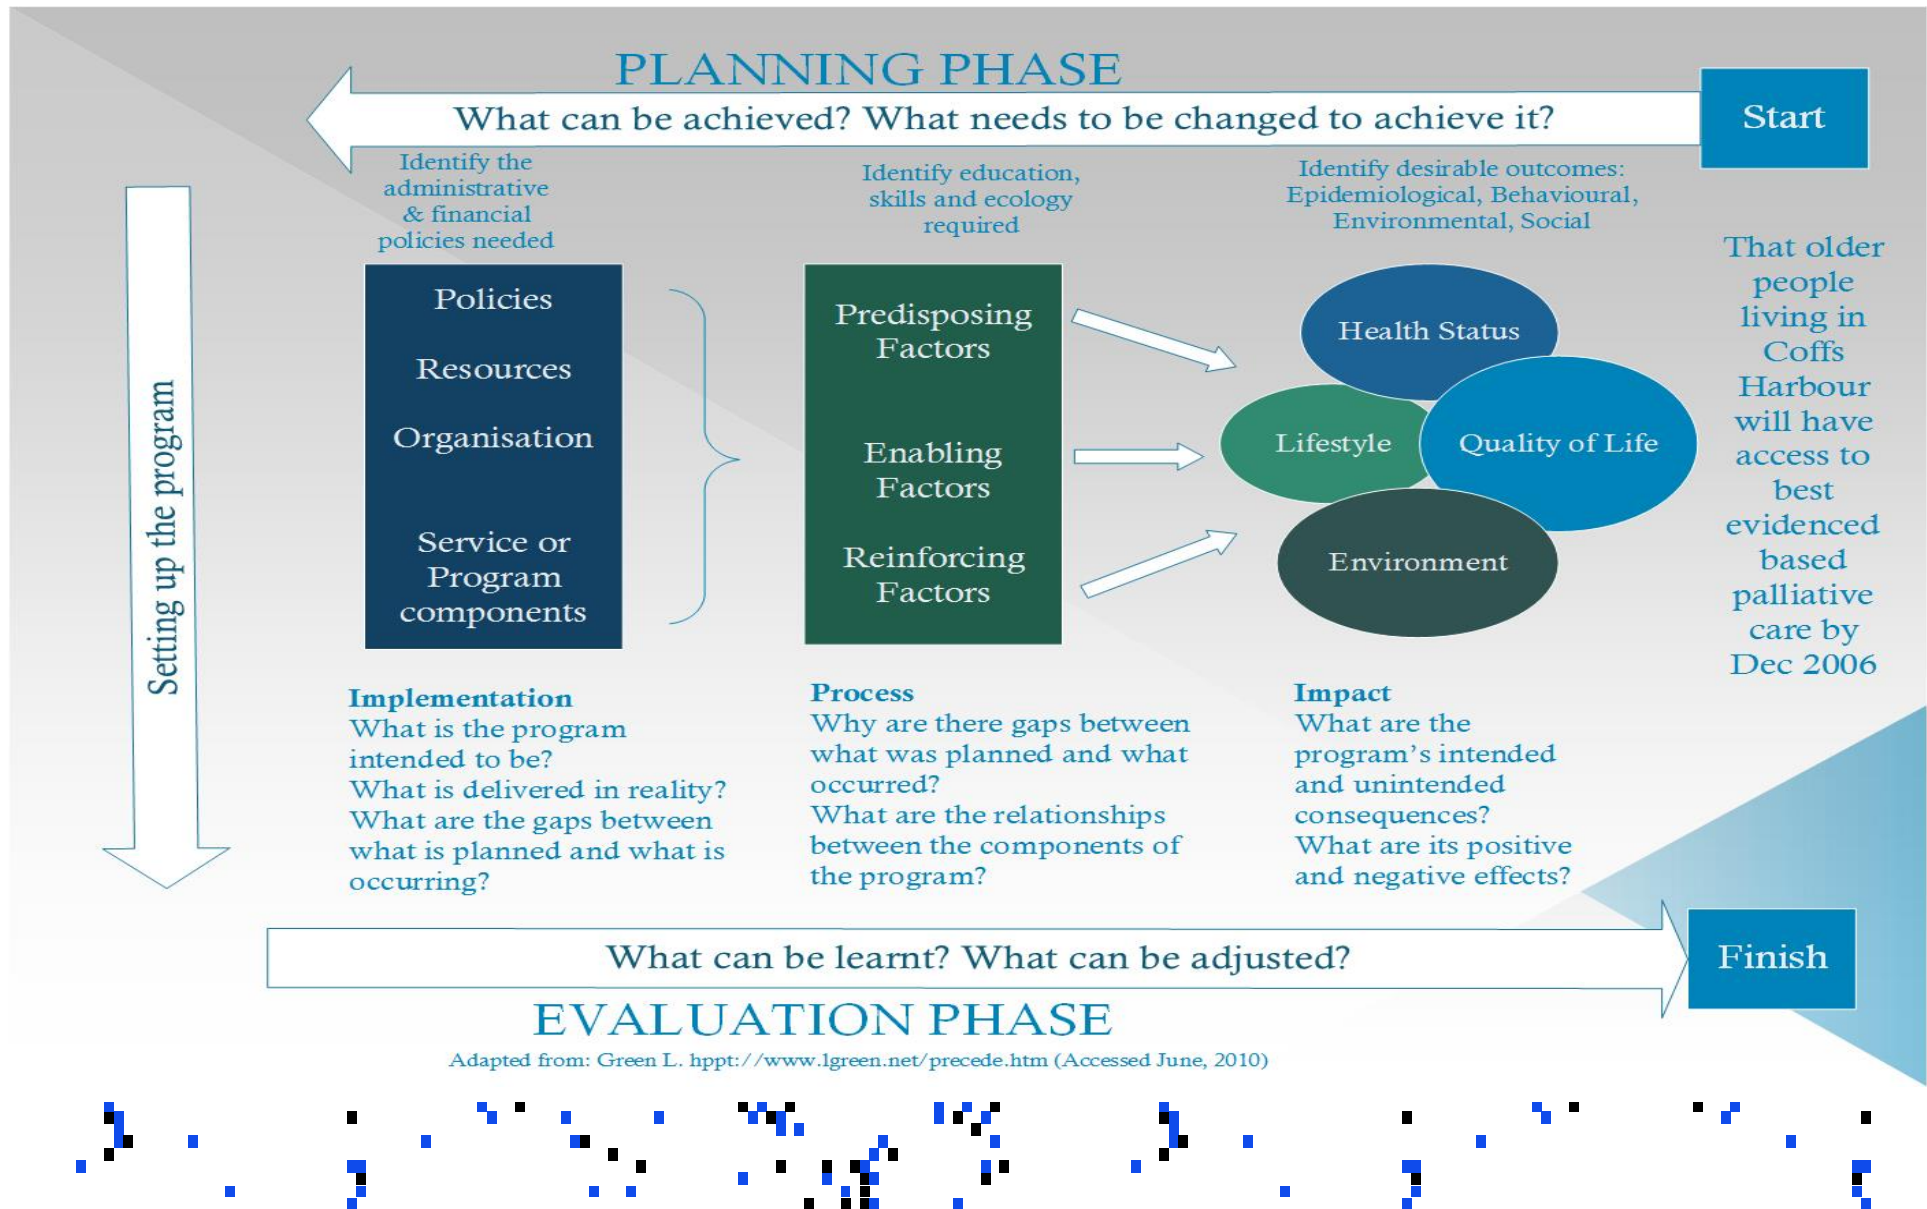 PLANNING PHASE
What can be achieved? What needs to be changed to achieve it?
Start
Identify the
administrative
& financial
policies needed
Identify education,
skills and ecology
required
Identify desirable outcomes:
Epidemiological, Behavioural,
Environmental, Social
Setting up the program
Policies
Resources
Organisation
Service or
Program
components
Predisposing
Factors
Enabling
Factors
Reinforcing
Factors
Health Status
Lifestyle
Quality of Life
Environment
That older
people
living in
Coffs
Harbour
will have
access to
best
evidenced
based
palliative
care by
Dec 2006
Implementation
What is the program
intended to be?
What is delivered in reality?
What are the gaps between
what is planned and what is
occurring?
Process
Why are there gaps between
what was planned and what
occurred?
What are the relationships
between the components of
the program?
Impact
What are the
program's intended
and unintended
consequences?
What are its positive
and negative effects?
What can be learnt? What can be adjusted?
Finish
EVALUATION PHASE
Adapted from: Green L. hppt://www.lgreen.net/precede.htm (Accessed June, 2010)